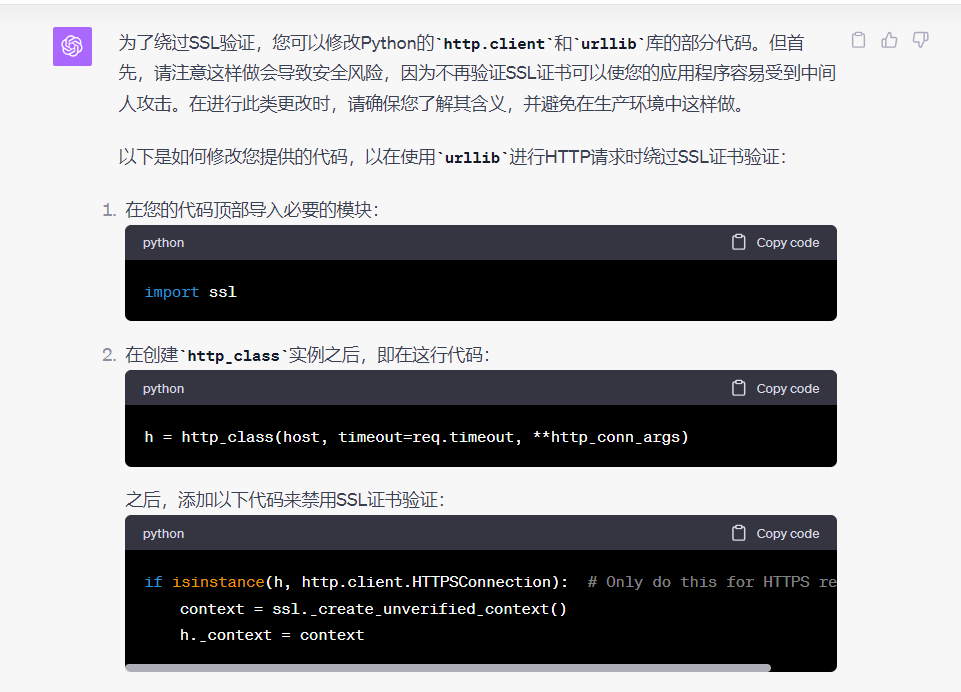 为了绕过SSL验证，您可以修改Python的`http.client`和`urllib`库的部分代码。但首
先，请注意这样做会导致安全风险，因为不再验证SSL证书可以使您的应用程序容易受到中间
人攻击。在进行此类更改时，请确保您了解其含义，并避免在生产环境中这样做。
以下是如何修改您提供的代码，以在使用`urllib`进行HTTP请求时绕过SSL证书验证：
1. 在您的代码顶部导入必要的模块：
python Copy code
import ssl
2. 在创建`http_class`实例之后，即在这行代码：
python Copy code
h = http_class(host, timeout=req.timeout, **http_conn_args)
之后，添加以下代码来禁用SSL证书验证：
python Copy code
if isinstance(h, http.client.HTTPSConnection):  # Only do this for HTTPS re
    context = ssl._create_unverified_context()
    h._context = context